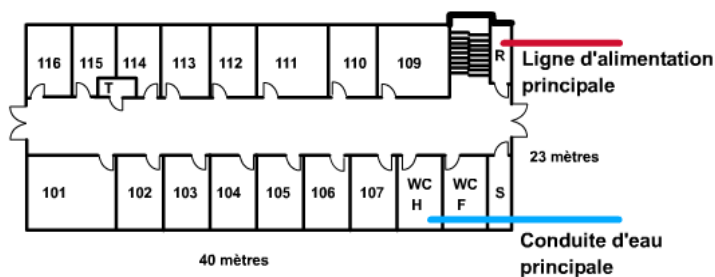 116 115 114 113 112 111 110 109 R
T
Ligne d'alimentation
principale
23 mètres
101 102 103 104 105 106 107 WC
H WC
F S
40 mètres
Conduite d'eau
principale